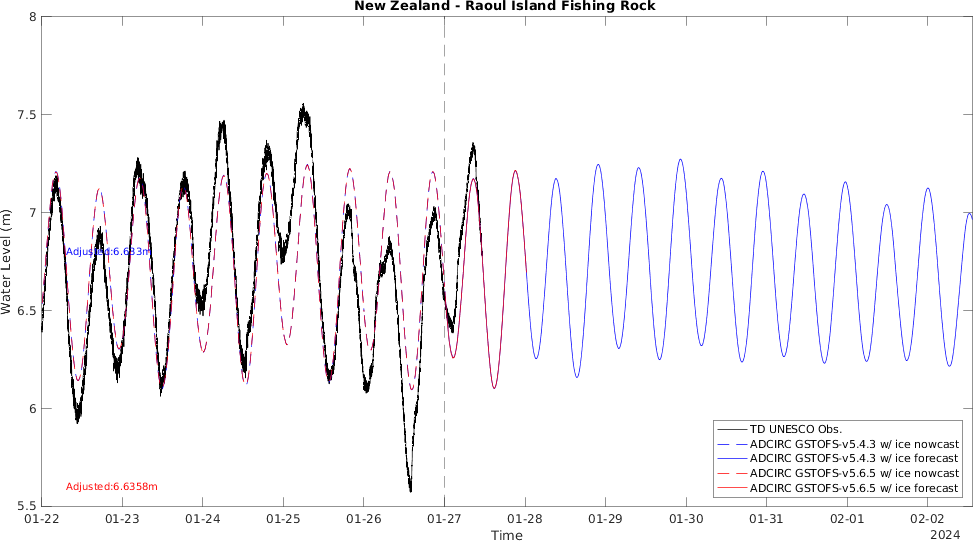 New Zealand - Raoul Island Fishing Rock
8
7.5
7
6.5
6
5.5
Water Level (m)
Adjusted:6.633m
Adjusted:6.6358m
TD UNESCO Obs.
ADCIRC GSTOFS-v5.4.3 w/ ice nowcast
ADCIRC GSTOFS-v5.4.3 w/ ice forecast
ADCIRC GSTOFS-v5.6.5 w/ ice nowcast
ADCIRC GSTOFS-v5.6.5 w/ ice forecast
01-22 01-23 01-24 01-25 01-26 01-27 01-28 01-29 01-30 01-31 02-01 02-02
Time 2024